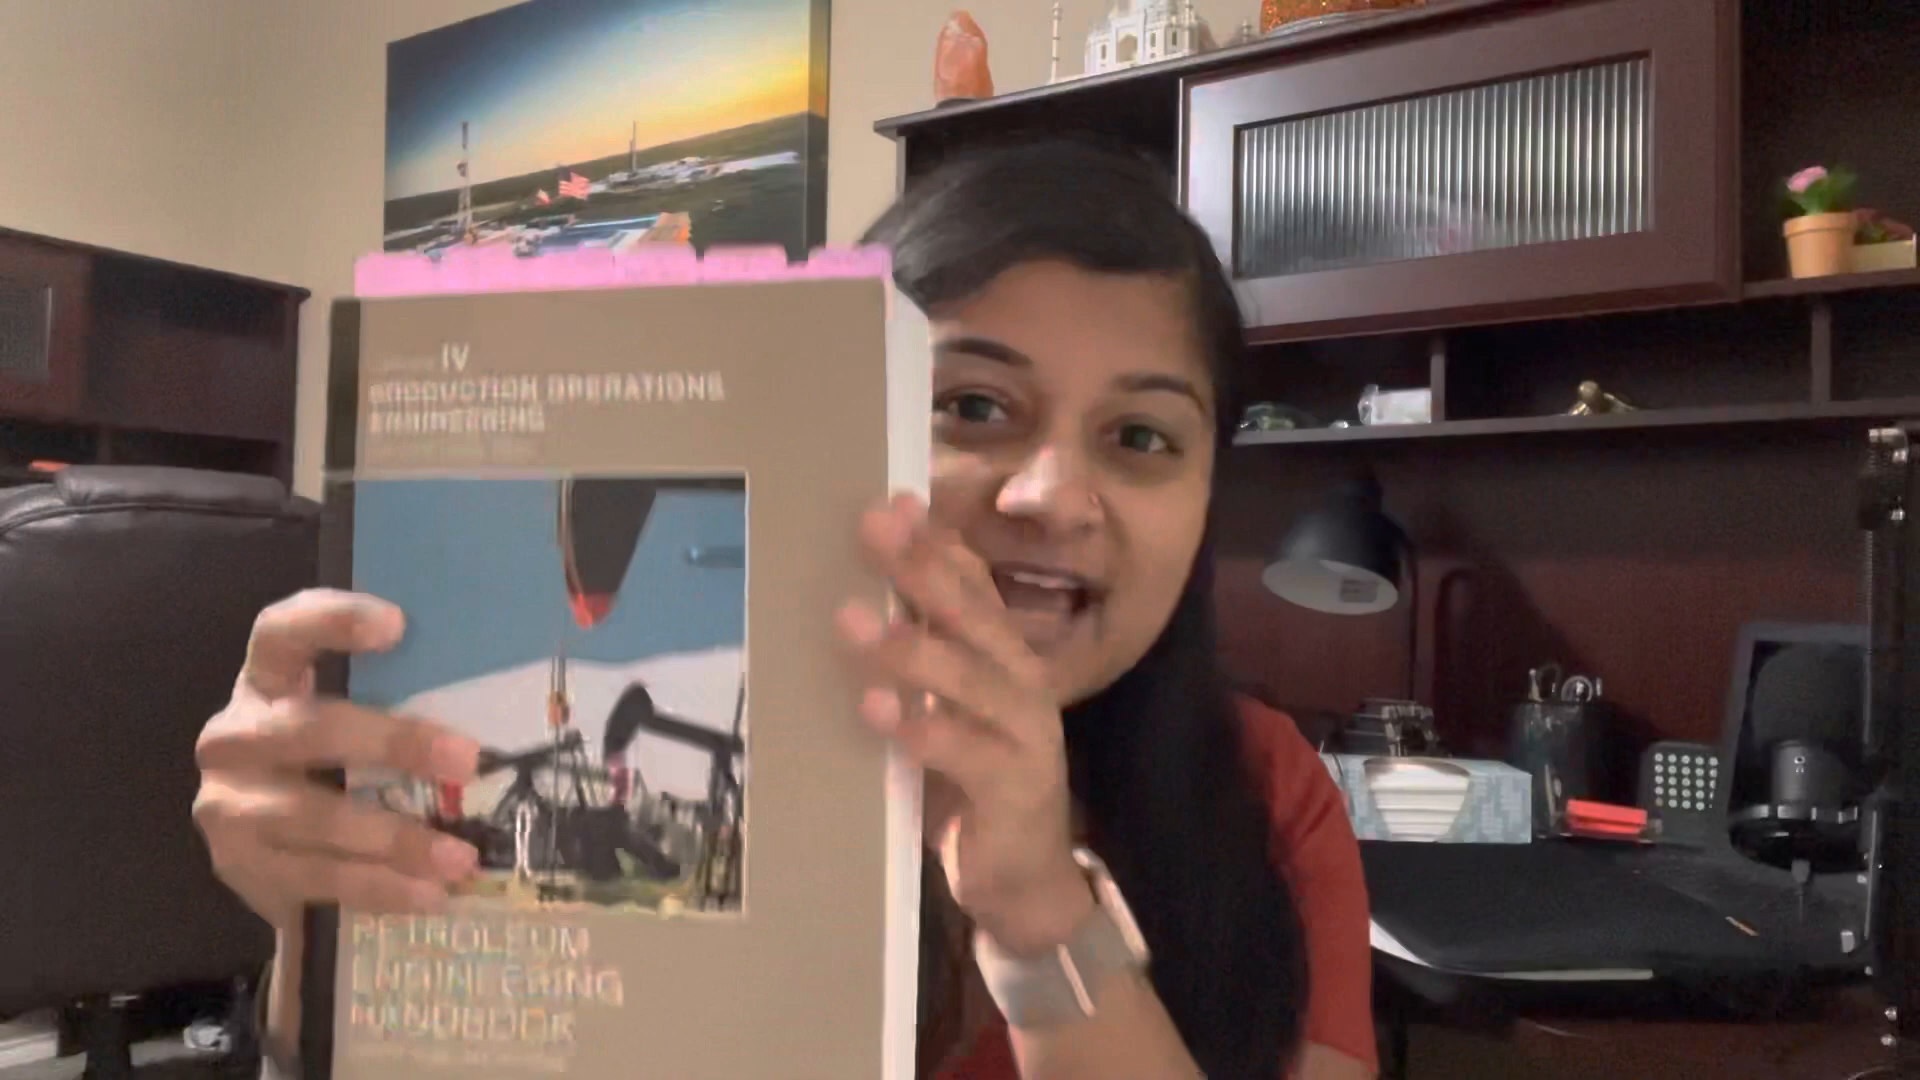 IV
PRODUCTION OPERATIONS
ENGINEERING
PETROLEUM
ENGINEERING
HANDBOOK